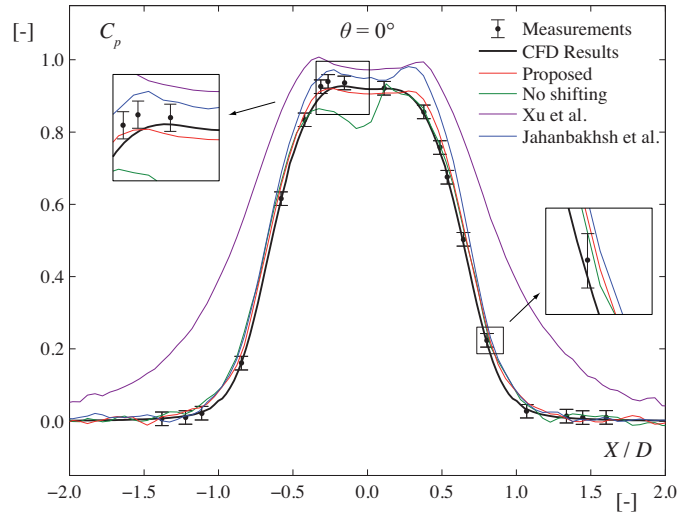 [-]
C_p
θ = 0°
Measurements
CFD Results
Proposed
No shifting
Xu et al.
Jahanbakhsh et al.
1.0
0.8
0.6
0.4
0.2
0.0
X / D
−2.0 −1.5 −1.0 −0.5 0.0 0.5 1.0 1.5 2.0
[-]